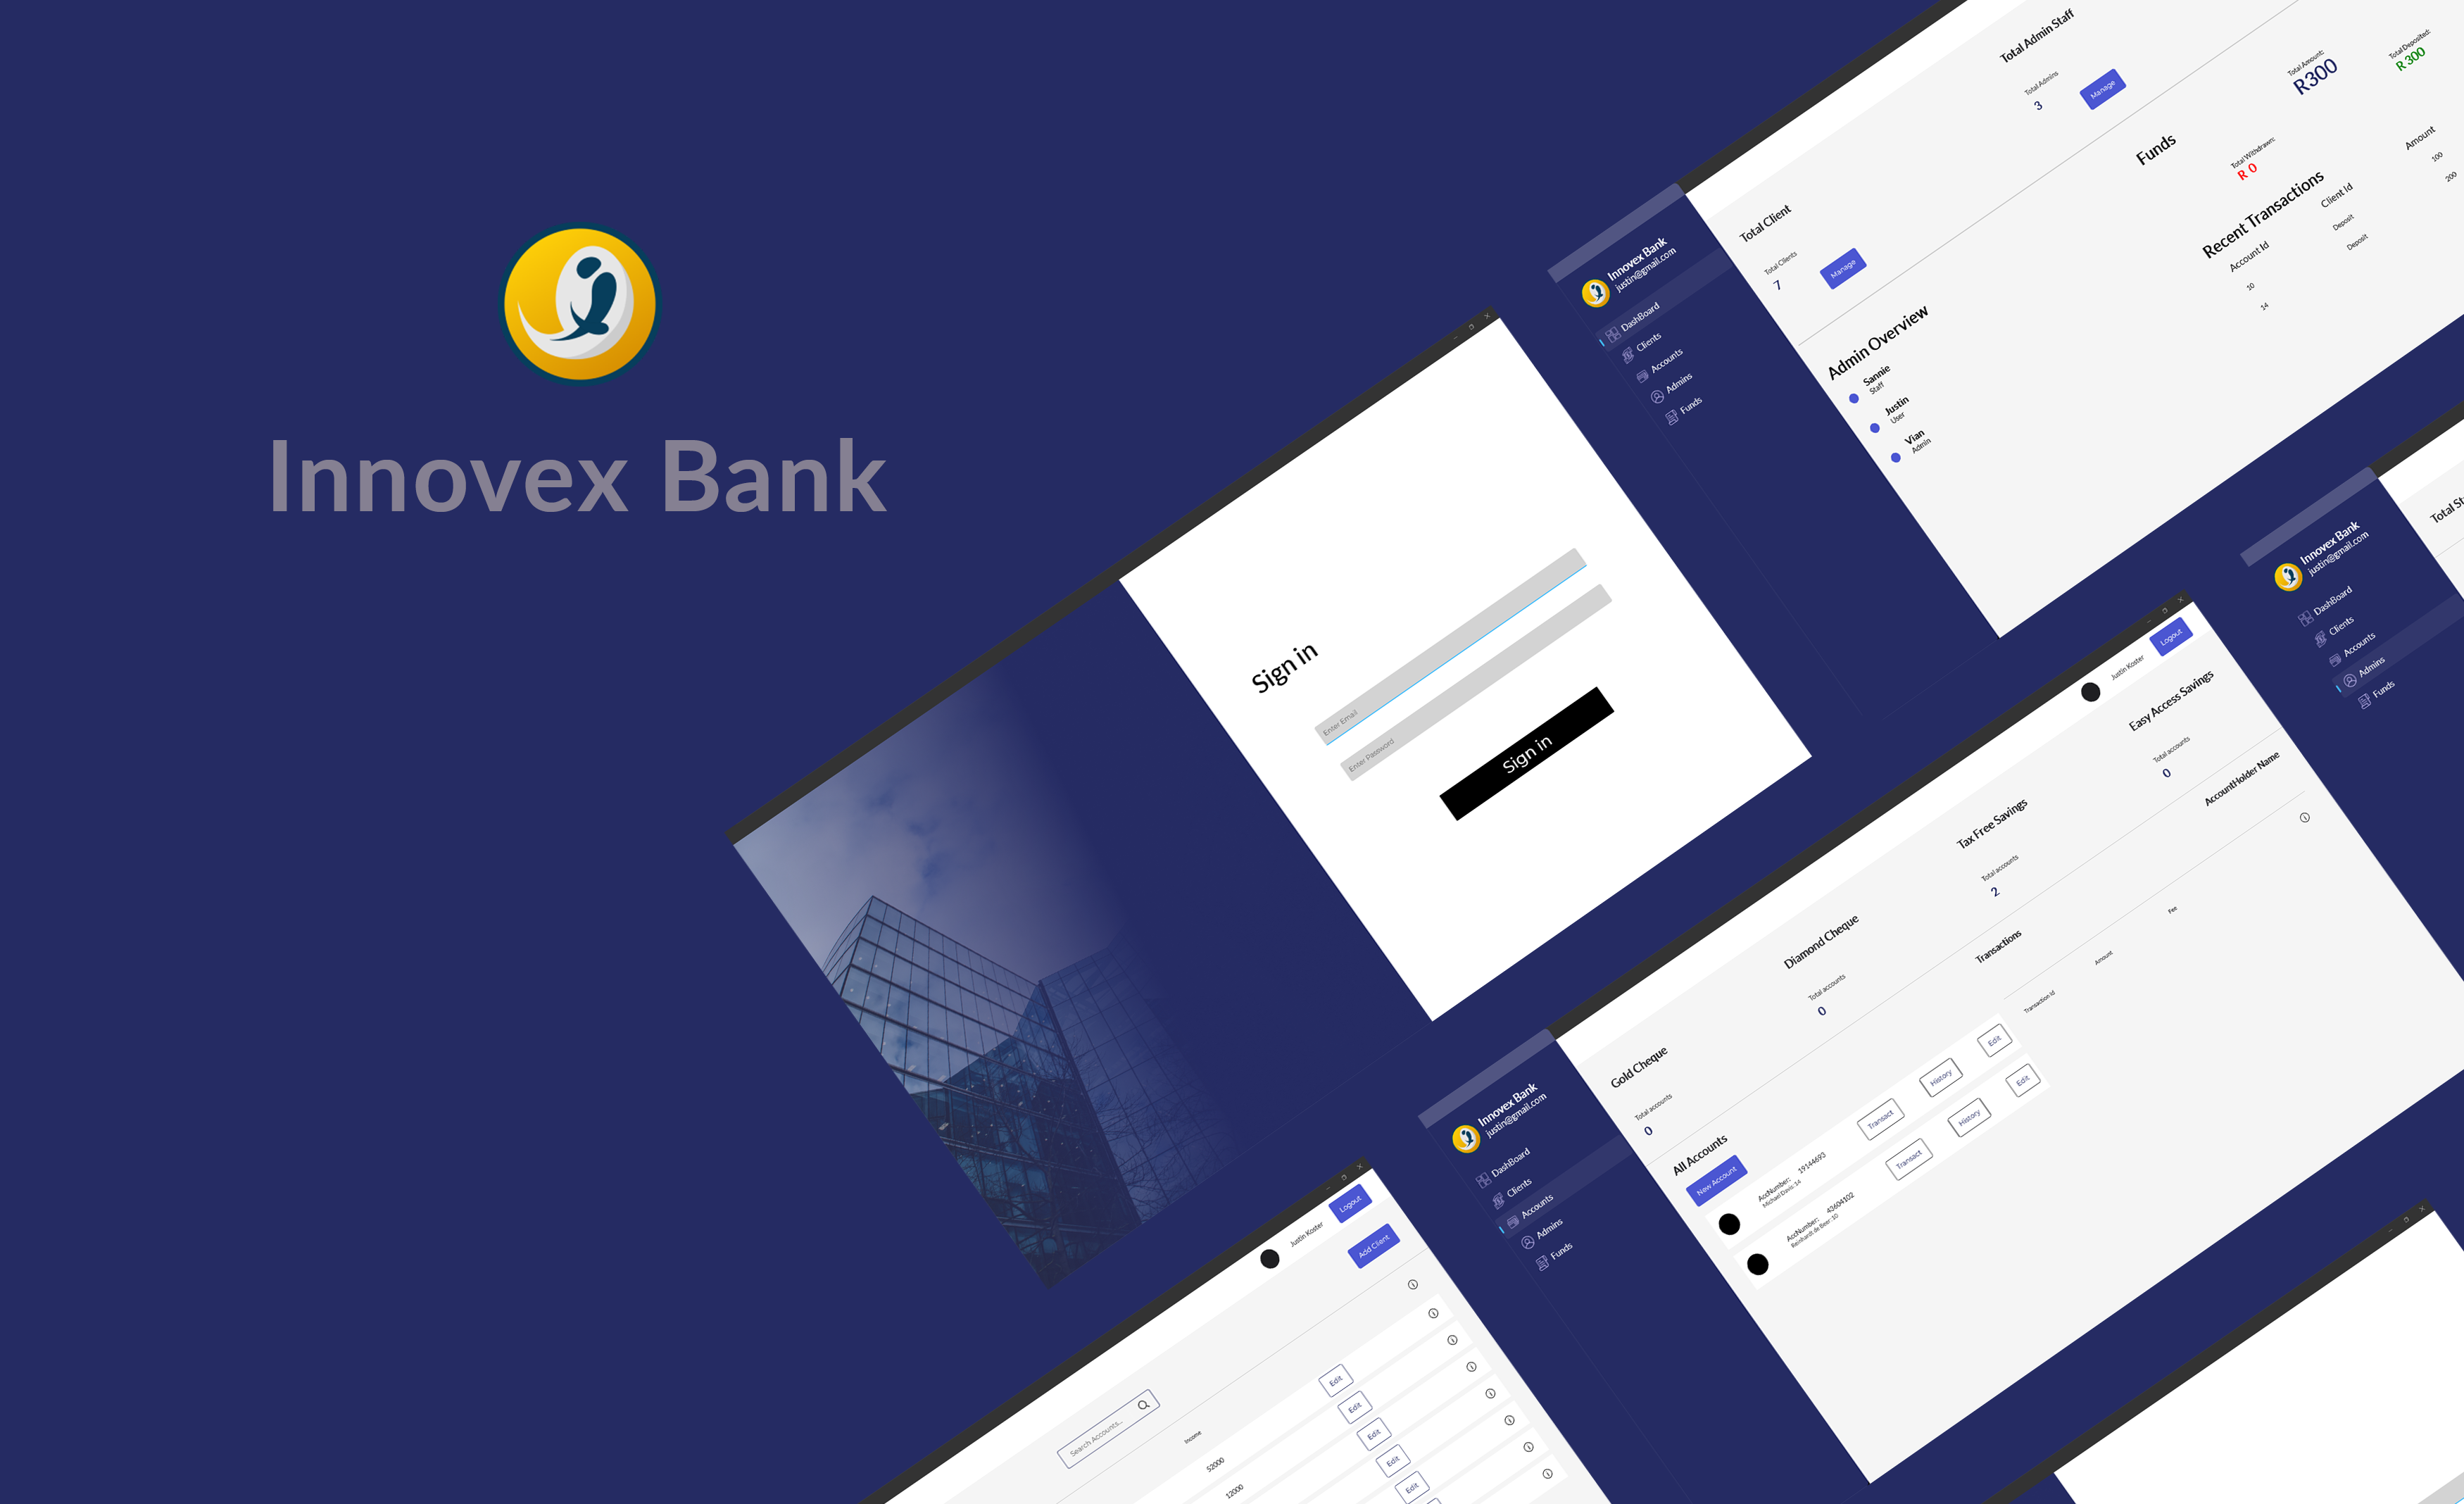 Innovex Bank
Sign in
Enter Email
Enter Password
Sign in
Innovex Bank
justin@gmail.com
DashBoard
Clients
Accounts
Admins
Funds
Total Client
Total Clients
7
Manage
Total Admin Staff
Total Admins
3
Manage
Admin Overview
Sannie
Staff
Justin
User
Vian
Admin
Funds
Total Amount:
R300
Total Deposited:
R 300
Total Withdrawn:
R 0
Recent Transactions
Account Id Client Id Amount
10 Deposit 100
14 Deposit 200
Innovex Bank
justin@gmail.com
DashBoard
Clients
Accounts
Admins
Funds
Justin Koster
Logout
Gold Cheque
Total accounts
0
Diamond Cheque
Total accounts
0
Tax Free Savings
Total accounts
2
Easy Access Savings
Total accounts
0
All Accounts
New Account
AccNumber: 19144693
Michael Davis: 14
Transact History Edit
AccNumber: 43604102
Reinhardt de Beer: 10
Transact History Edit
Transactions
AccountHolder Name
Transaction Id Amount Fee
Innovex Bank
justin@gmail.com
DashBoard
Clients
Accounts
Admins
Funds
Justin Koster
Logout
Add Client
Search Accounts...
Income
52000 Edit
12000 Edit
Edit
Edit
Edit